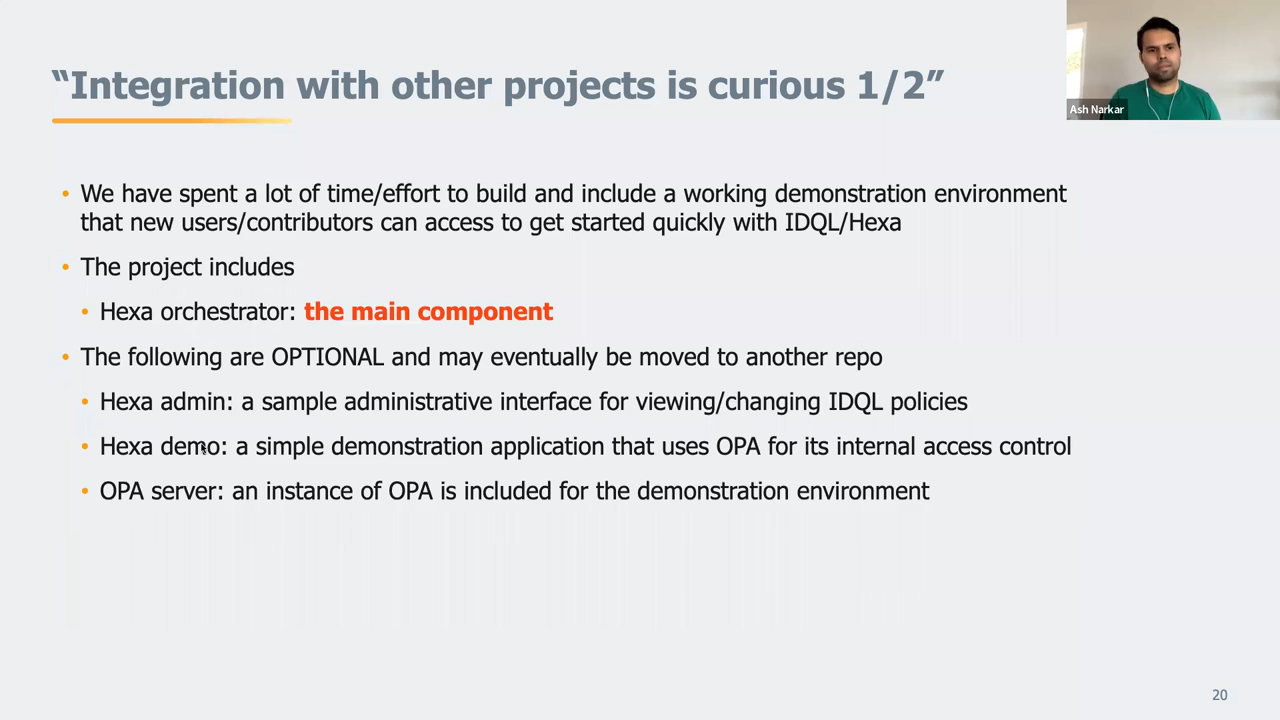 “Integration with other projects is curious 1/2”
Ash Narkar
• We have spent a lot of time/effort to build and include a working demonstration environment
that new users/contributors can access to get started quickly with IDQL/Hexa
• The project includes
• Hexa orchestrator: the main component
• The following are OPTIONAL and may eventually be moved to another repo
• Hexa admin: a sample administrative interface for viewing/changing IDQL policies
• Hexa demo: a simple demonstration application that uses OPA for its internal access control
• OPA server: an instance of OPA is included for the demonstration environment
20